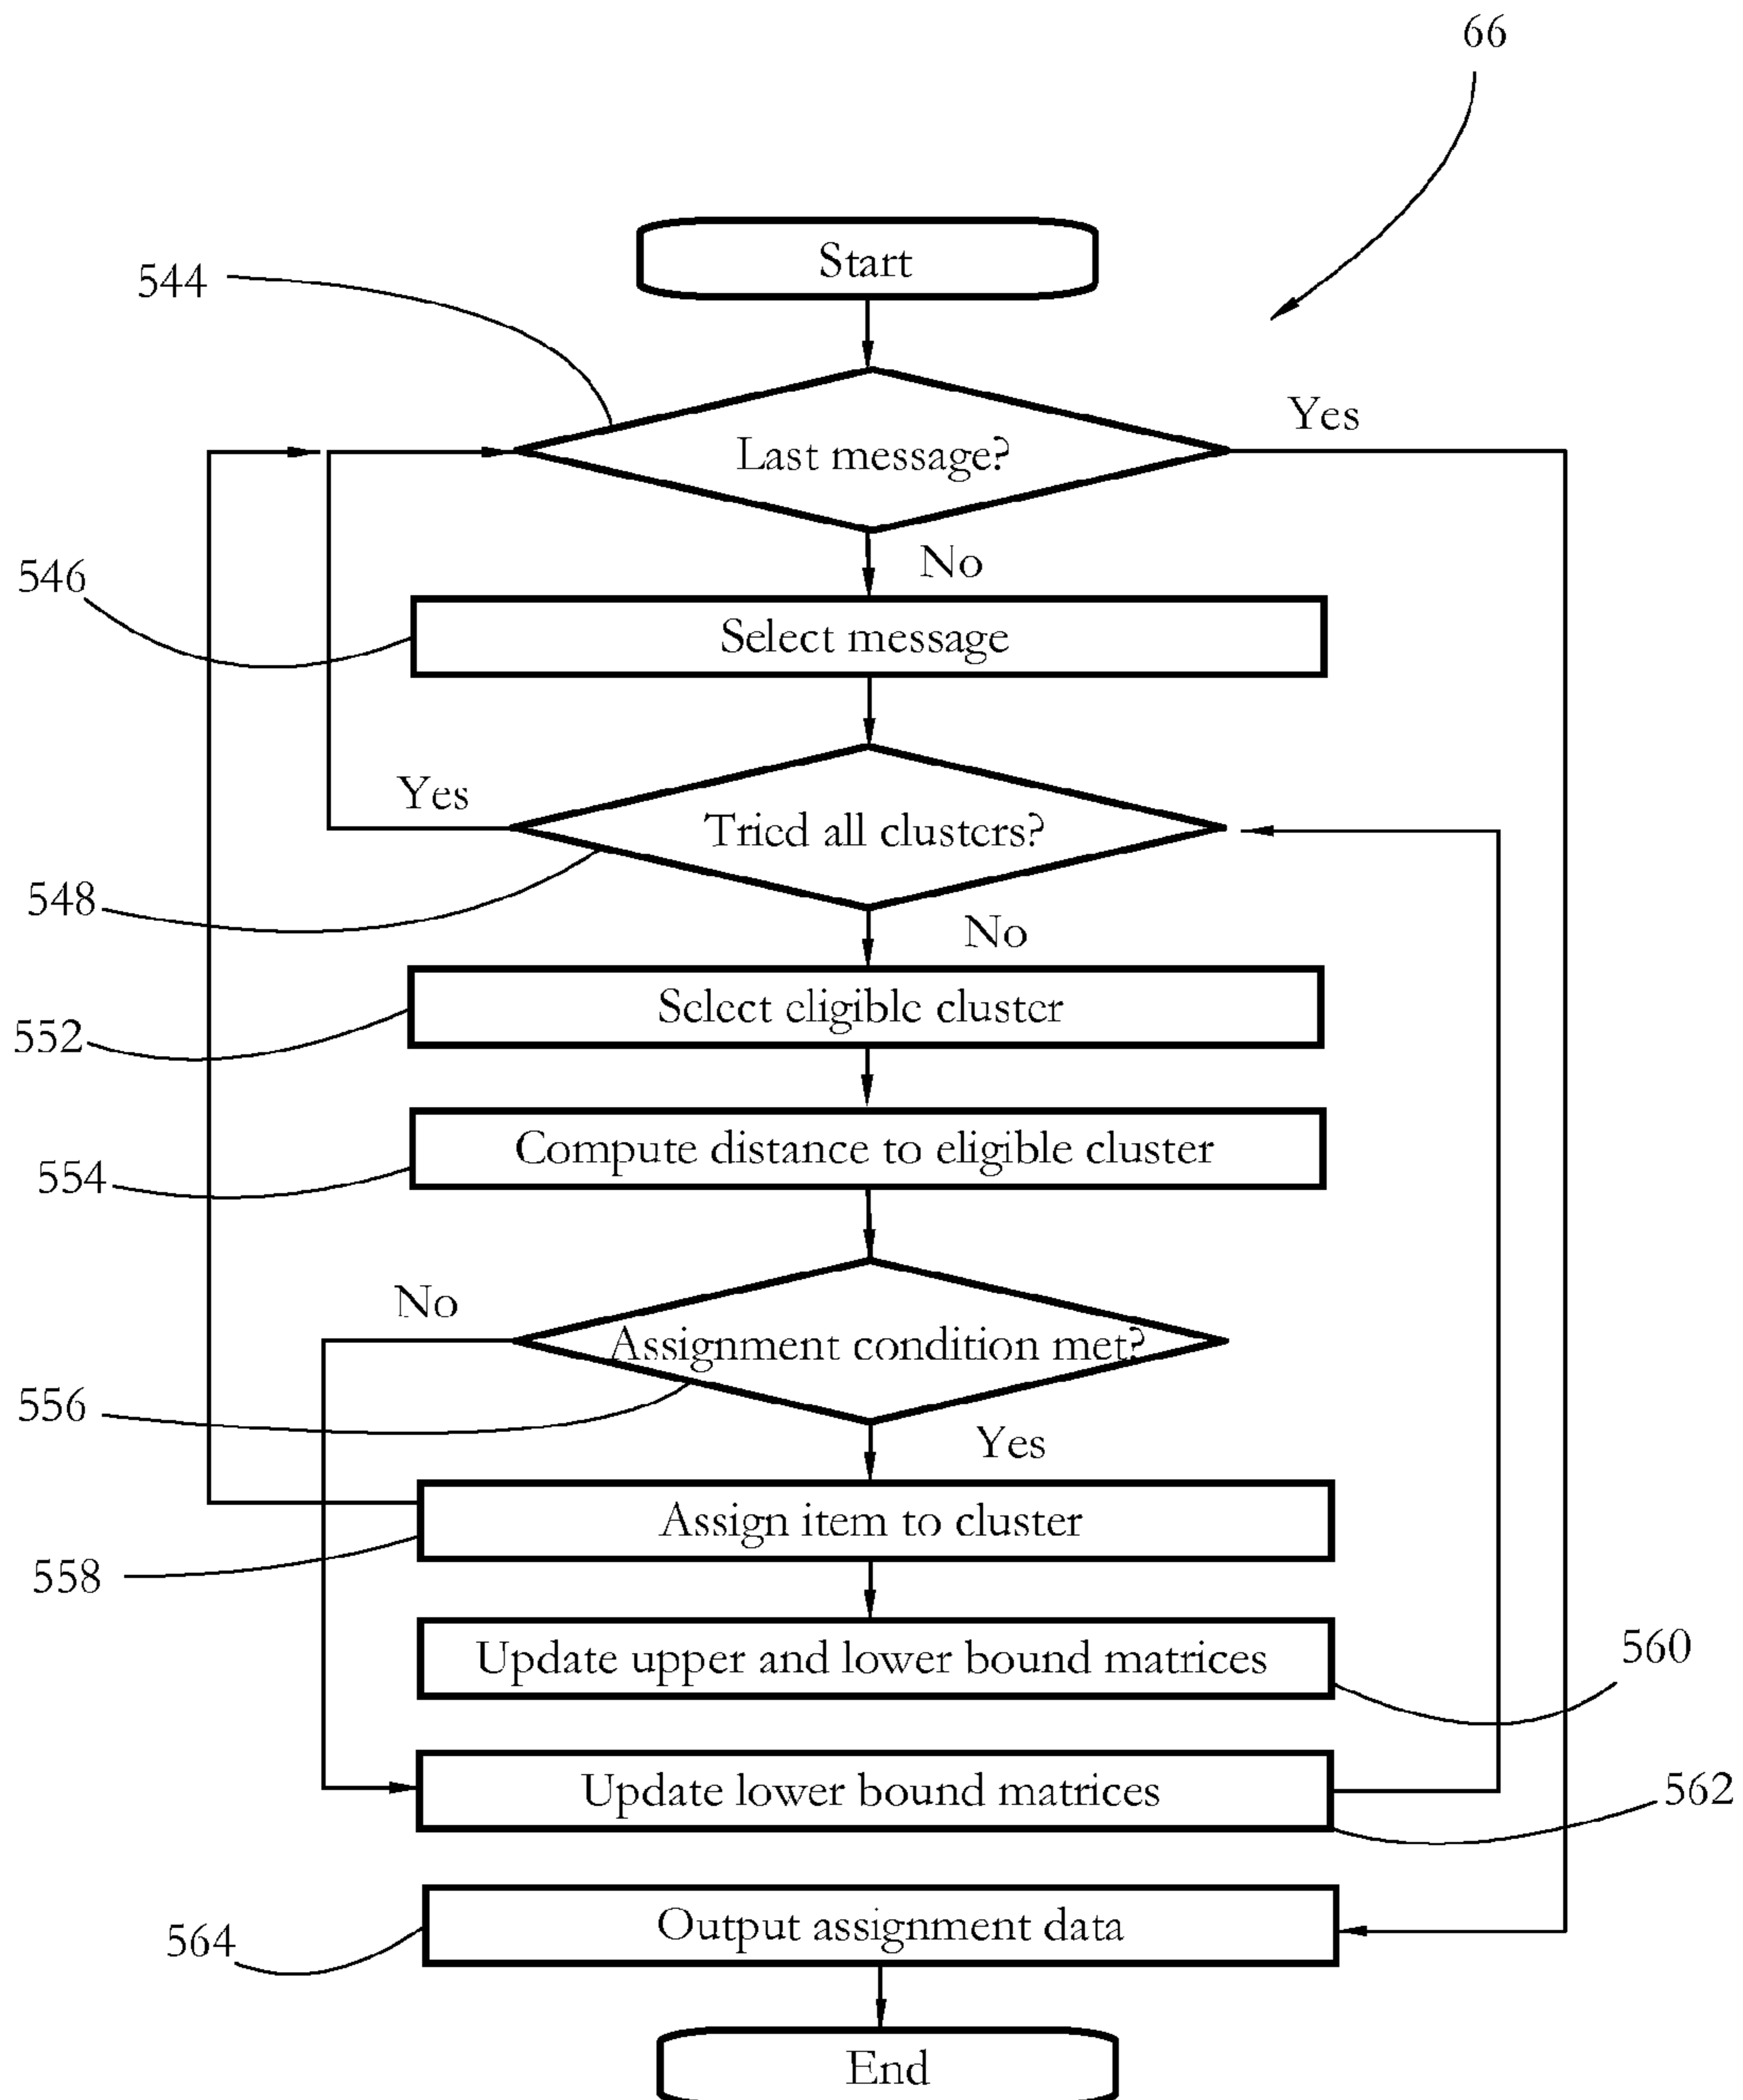 66
Start
544
Last message?
Yes
No
546
Select message
Yes
Tried all clusters?
548
No
Select eligible cluster
552
Compute distance to eligible cluster
554
No
Assignment condition met?
556
Yes
Assign item to cluster
558
Update upper and lower bound matrices
560
Update lower bound matrices
562
Output assignment data
564
End